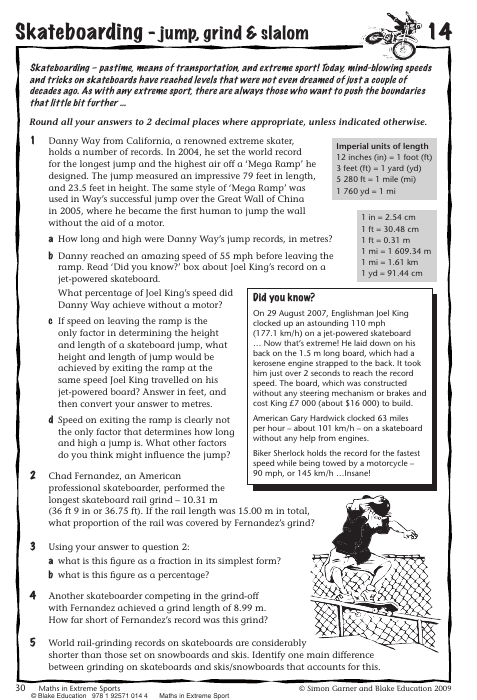 Skateboarding - jump, grind & slalom 14
Skateboarding – pastime, means of transportation, and extreme sport! Today, mind-blowing speeds
and tricks on skateboards have reached levels that were not even dreamed of just a couple of
decades ago. As with any extreme sport, there are always those who want to push the boundaries
that little bit further ...
Round all your answers to 2 decimal places where appropriate, unless indicated otherwise.
1 Danny Way from California, a renowned extreme skater,
holds a number of records. In 2004, he set the world record
for the longest jump and the highest air off a ‘Mega Ramp’ he
designed. The jump measured an impressive 79 feet in length,
and 23.5 feet in height. The same style of ‘Mega Ramp’ was
used in Way’s successful jump over the Great Wall of China
in 2005, where he became the first human to jump the wall
without the aid of a motor.
a How long and high were Danny Way’s jump records, in metres?
b Danny reached an amazing speed of 55 mph before leaving the
ramp. Read ‘Did you know?’ box about Joel King’s record on a
jet-powered skateboard.
What percentage of Joel King’s speed did
Danny Way achieve without a motor?
c If speed on leaving the ramp is the
only factor in determining the height
and length of a skateboard jump, what
height and length of jump would be
achieved by exiting the ramp at the
same speed Joel King travelled on his
jet-powered board? Answer in feet, and
then convert your answer to metres.
d Speed on exiting the ramp is clearly not
the only factor that determines how long
and high a jump is. What other factors
do you think might influence the jump?
Imperial units of length
12 inches (in) = 1 foot (ft)
3 feet (ft) = 1 yard (yd)
5 280 ft = 1 mile (mi)
1 760 yd = 1 mi
1 in = 2.54 cm
1 ft = 30.48 cm
1 ft = 0.31 m
1 mi = 1 609.34 m
1 mi = 1.61 km
1 yd = 91.44 cm
Did you know?
On 29 August 2007, Englishman Joel King
clocked up an astounding 110 mph
(177.1 km/h) on a jet-powered skateboard
… Now that’s extreme! He laid down on his
back on the 1.5 m long board, which had a
kerosene engine strapped to the back. It took
him just over 2 seconds to reach the record
speed. The board, which was constructed
without any steering mechanism or brakes and
cost King £7 000 (about $16 000) to build.
American Gary Hardwick clocked 63 miles
per hour – about 101 km/h – on a skateboard
without any help from engines.
Biker Sherlock holds the record for the fastest
speed while being towed by a motorcycle –
90 mph, or 145 km/h …Insane!
2 Chad Fernandez, an American
professional skateboarder, performed the
longest skateboard rail grind – 10.31 m
(36 ft 9 in or 36.75 ft). If the rail length was 15.00 m in total,
what proportion of the rail was covered by Fernandez’s grind?
3 Using your answer to question 2:
a what is this figure as a fraction in its simplest form?
b what is this figure as a percentage?
4 Another skateboarder competing in the grind-off
with Fernandez achieved a grind length of 8.99 m.
How far short of Fernandez’s record was this grind?
5 World rail-grinding records on skateboards are considerably
shorter than those set on snowboards and skis. Identify one main difference
between grinding on skateboards and skis/snowboards that accounts for this.
30 Maths in Extreme Sports © Simon Garner and Blake Education 2009
© Blake Education 978 1 92571 014 4 Maths in Extreme Sport